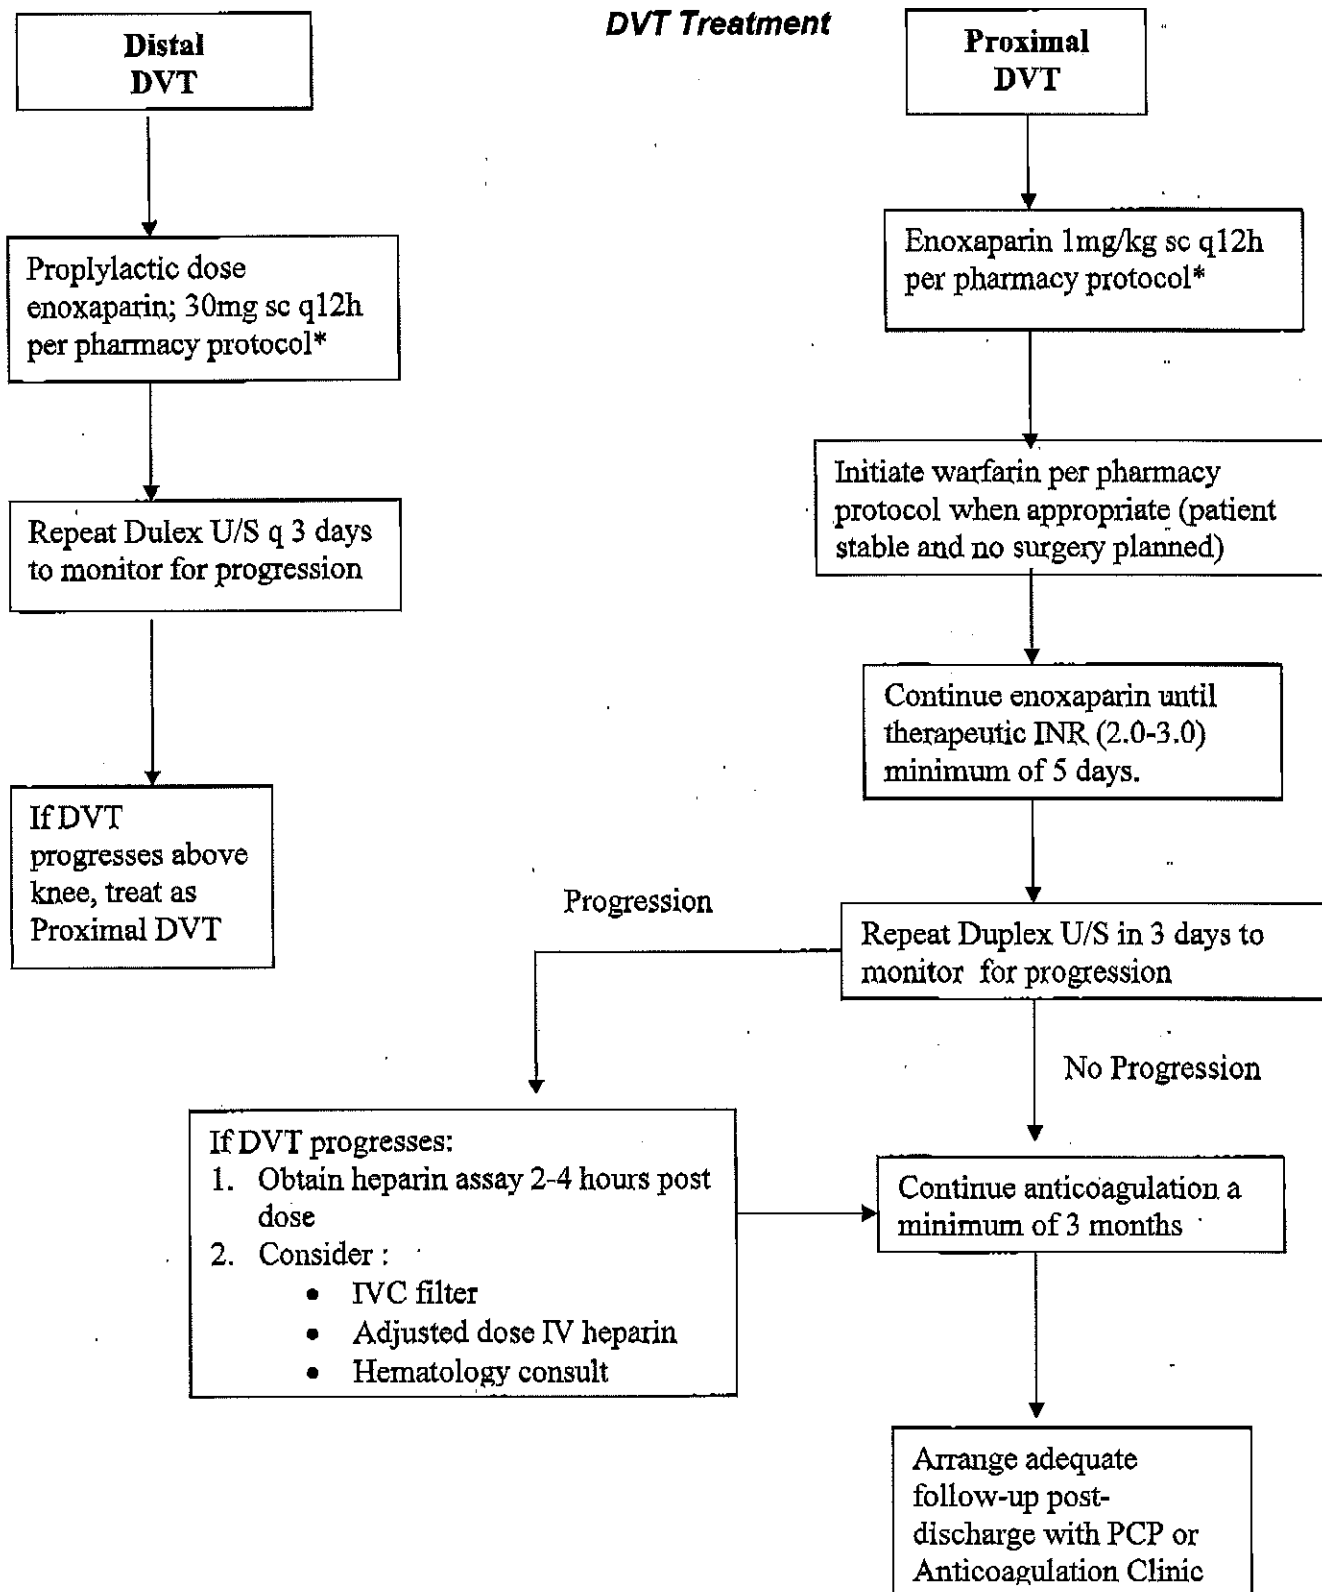 DVT Treatment
Distal
DVT
Proplylactic dose
enoxaparin; 30mg sc q12h
per pharmacy protocol*
Repeat Dulex U/S q 3 days
to monitor for progression
If DVT
progresses above
knee, treat as
Proximal DVT
Proximal
DVT
Enoxaparin 1mg/kg sc q12h
per pharmacy protocol*
Initiate warfarin per pharmacy
protocol when appropriate (patient
stable and no surgery planned)
Continue enoxaparin until
therapeutic INR (2.0-3.0)
minimum of 5 days.
Repeat Duplex U/S in 3 days to
monitor for progression
Progression
If DVT progresses:
1. Obtain heparin assay 2-4 hours post
dose
2. Consider :
• IVC filter
• Adjusted dose IV heparin
• Hematology consult
No Progression
Continue anticoagulation a
minimum of 3 months
Arrange adequate
follow-up post-
discharge with PCP or
Anticoagulation Clinic